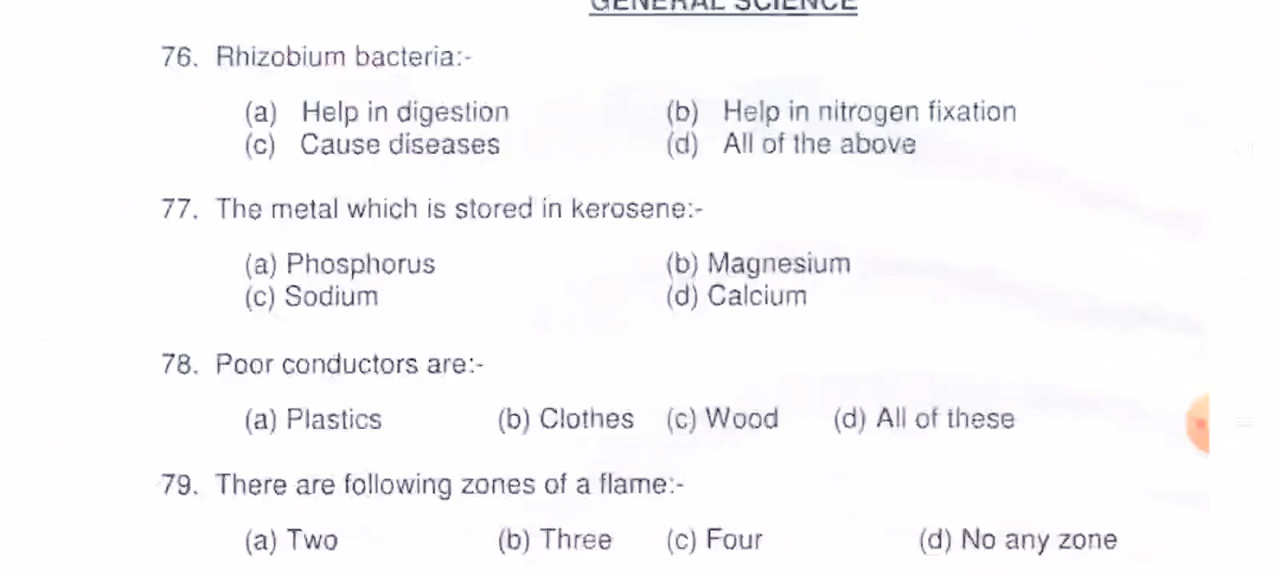 GENERAL SCIENCE
76. Rhizobium bacteria:-
(a) Help in digestion (b) Help in nitrogen fixation
(c) Cause diseases (d) All of the above
77. The metal which is stored in kerosene:-
(a) Phosphorus (b) Magnesium
(c) Sodium (d) Calcium
78. Poor conductors are:-
(a) Plastics (b) Clothes (c) Wood (d) All of these
79. There are following zones of a flame:-
(a) Two (b) Three (c) Four (d) No any zone